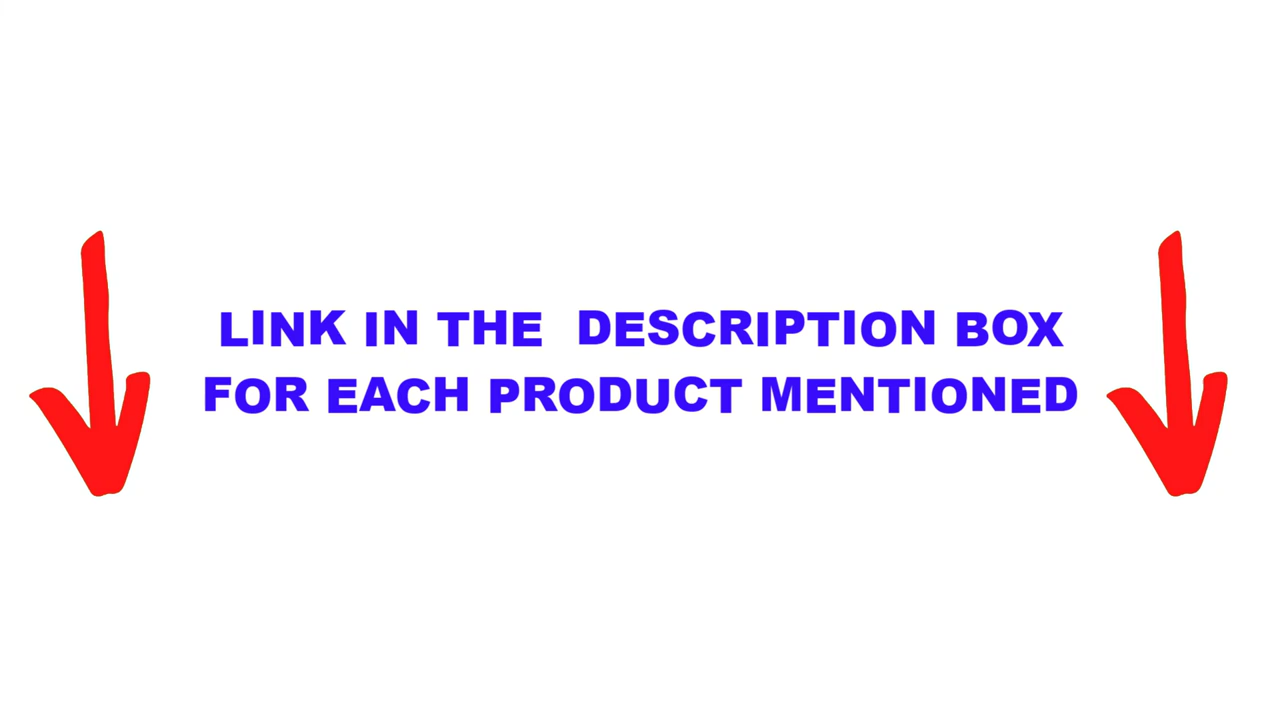 LINK IN THE  DESCRIPTION BOX
FOR EACH PRODUCT MENTIONED